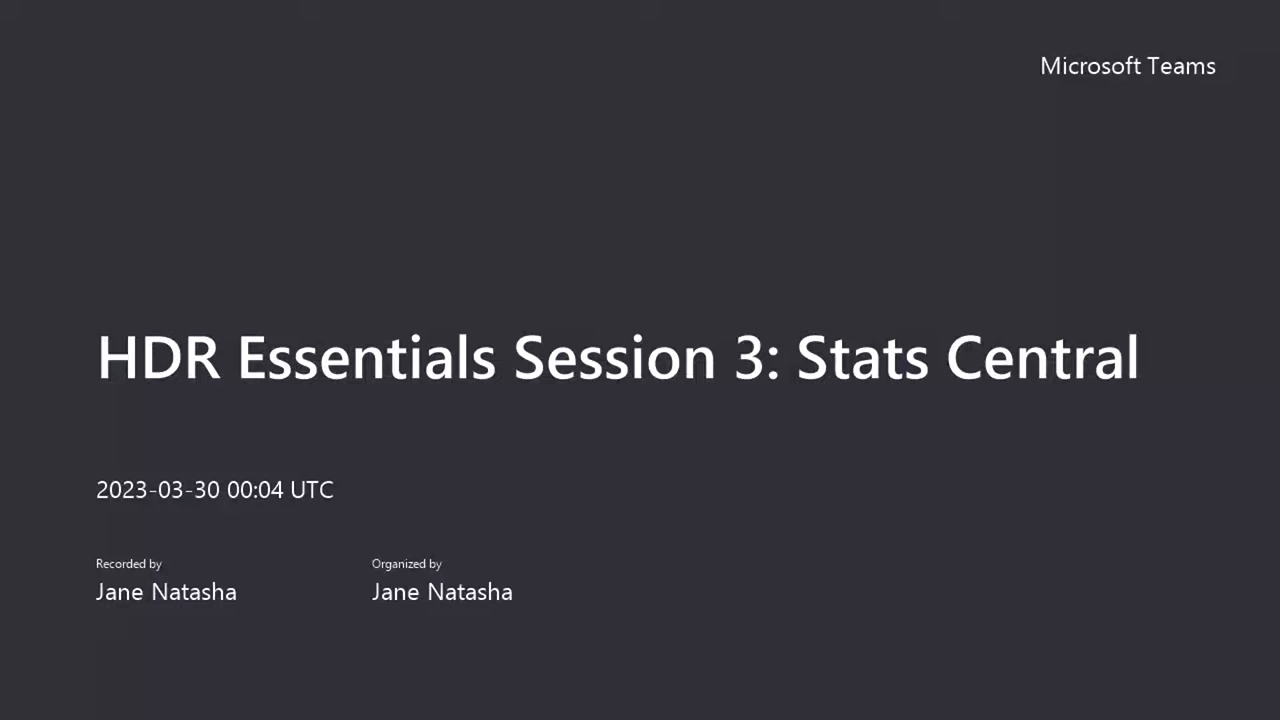 Microsoft Teams
HDR Essentials Session 3: Stats Central
2023-03-30 00:04 UTC
Recorded by
Jane Natasha
Organized by
Jane Natasha